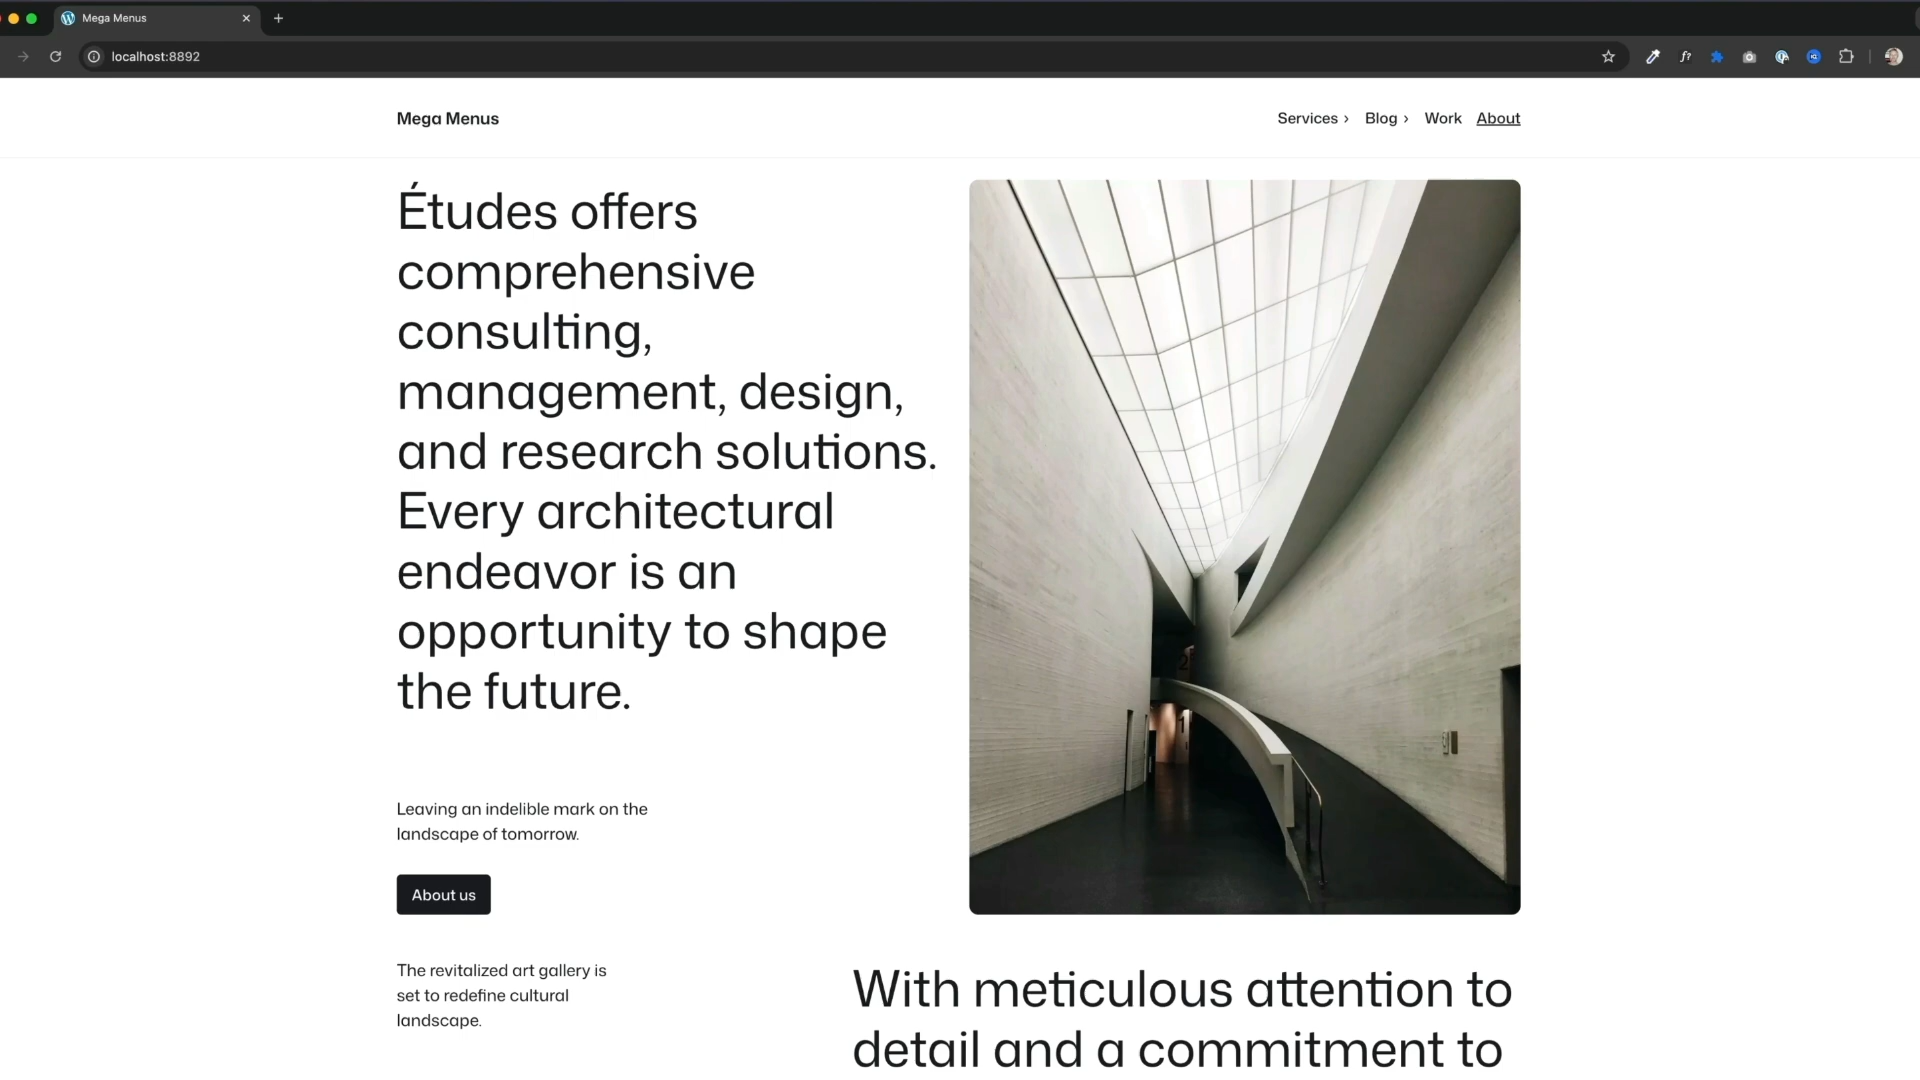 Mega Menus
localhost:8892
f?
Mega Menus
Services › Blog › Work About
Études offers
comprehensive
consulting,
management, design,
and research solutions.
Every architectural
endeavor is an
opportunity to shape
the future.
2
1
Leaving an indelible mark on the
landscape of tomorrow.
About us
The revitalized art gallery is
set to redefine cultural
landscape.
With meticulous attention to
detail and a commitment to